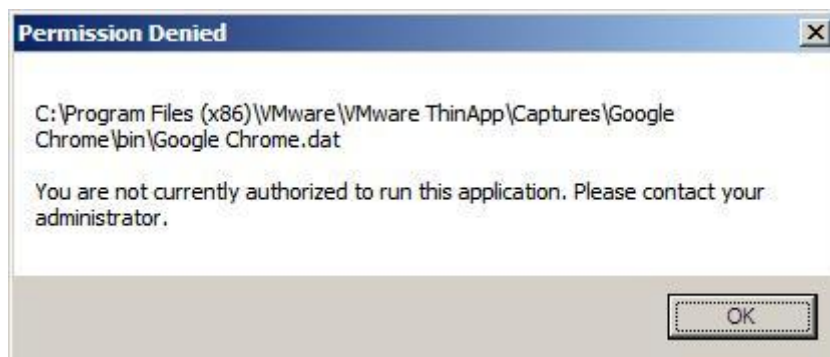 Permission Denied
C:\Program Files (x86)\VMware\VMware ThinApp\Captures\Google
Chrome\bin\Google Chrome.dat
You are not currently authorized to run this application. Please contact your
administrator.
OK